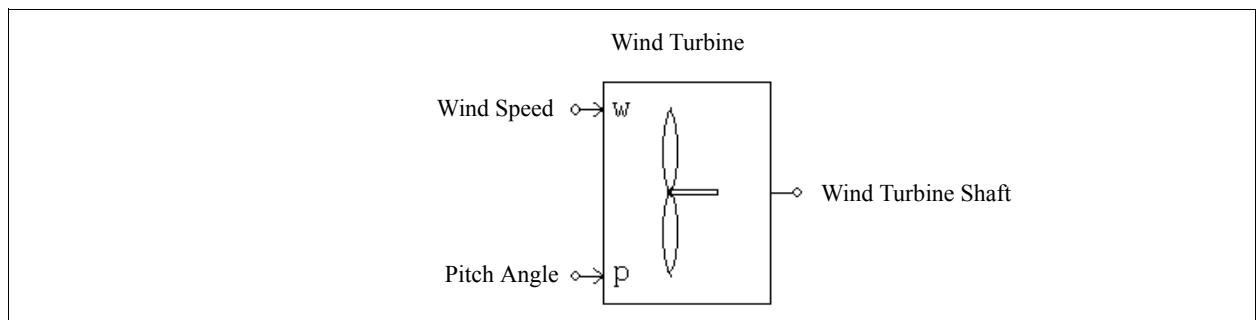 Wind Turbine
Wind Speed
w
Wind Turbine Shaft
Pitch Angle
p